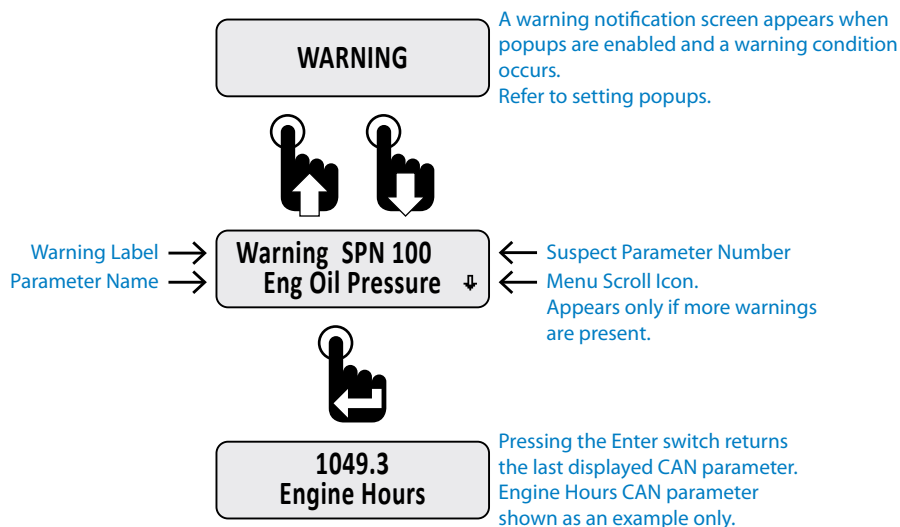 WARNING
A warning notification screen appears when
popups are enabled and a warning condition
occurs.
Refer to setting popups.
Warning Label
Parameter Name
Warning SPN 100
Eng Oil Pressure
Suspect Parameter Number
Menu Scroll Icon.
Appears only if more warnings
are present.
1049.3
Engine Hours
Pressing the Enter switch returns
the last displayed CAN parameter.
Engine Hours CAN parameter
shown as an example only.